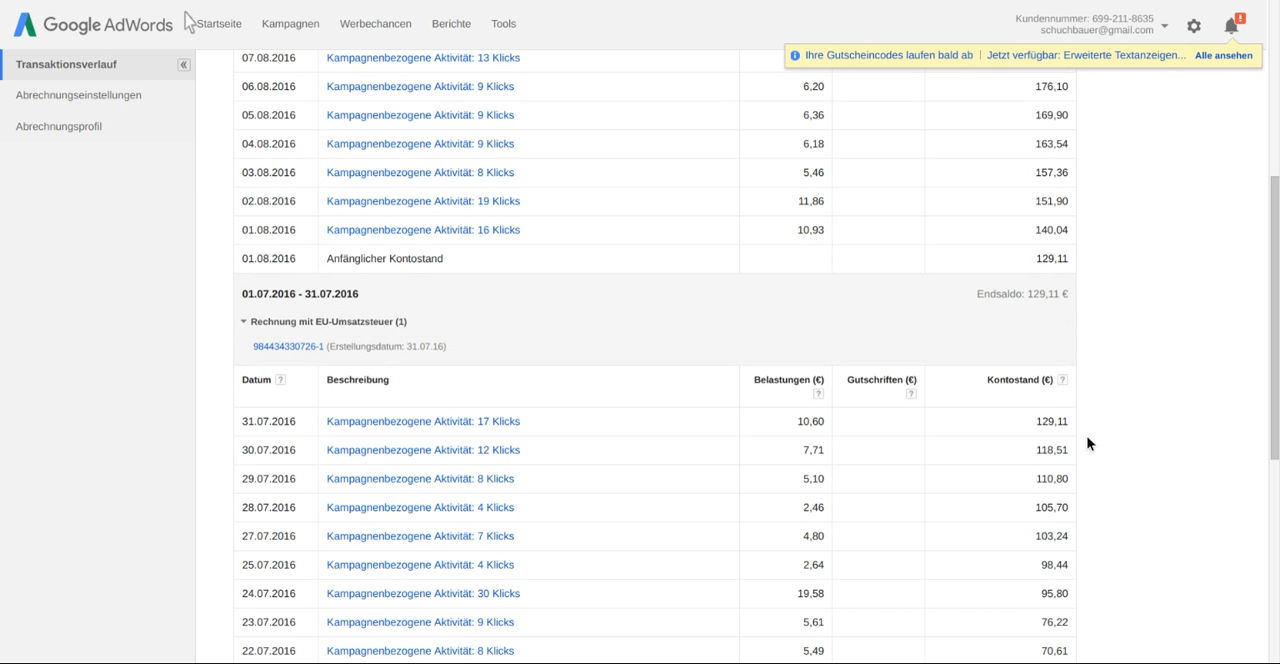 Google AdWords Startseite Kampagnen Werbechancen Berichte Tools
Kundennummer: 699-211-8635
schuchbauer@gmail.com
!
Ihre Gutscheincodes laufen bald ab | Jetzt verfügbar: Erweiterte Textanzeigen... Alle ansehen
Transaktionsverlauf «
Abrechnungseinstellungen
Abrechnungsprofil
07.08.2016 Kampagnenbezogene Aktivität: 13 Klicks
06.08.2016 Kampagnenbezogene Aktivität: 9 Klicks 6,20 176,10
05.08.2016 Kampagnenbezogene Aktivität: 9 Klicks 6,36 169,90
04.08.2016 Kampagnenbezogene Aktivität: 9 Klicks 6,18 163,54
03.08.2016 Kampagnenbezogene Aktivität: 8 Klicks 5,46 157,36
02.08.2016 Kampagnenbezogene Aktivität: 19 Klicks 11,86 151,90
01.08.2016 Kampagnenbezogene Aktivität: 16 Klicks 10,93 140,04
01.08.2016 Anfänglicher Kontostand 129,11
01.07.2016 - 31.07.2016 Endsaldo: 129,11 €
Rechnung mit EU-Umsatzsteuer (1)
984434330726-1 (Erstellungsdatum: 31.07.16)
Datum ? Beschreibung Belastungen (€) ? Gutschriften (€) ? Kontostand (€) ?
31.07.2016 Kampagnenbezogene Aktivität: 17 Klicks 10,60 129,11
30.07.2016 Kampagnenbezogene Aktivität: 12 Klicks 7,71 118,51
29.07.2016 Kampagnenbezogene Aktivität: 8 Klicks 5,10 110,80
28.07.2016 Kampagnenbezogene Aktivität: 4 Klicks 2,46 105,70
27.07.2016 Kampagnenbezogene Aktivität: 7 Klicks 4,80 103,24
25.07.2016 Kampagnenbezogene Aktivität: 4 Klicks 2,64 98,44
24.07.2016 Kampagnenbezogene Aktivität: 30 Klicks 19,58 95,80
23.07.2016 Kampagnenbezogene Aktivität: 9 Klicks 5,61 76,22
22.07.2016 Kampagnenbezogene Aktivität: 8 Klicks 5,49 70,61